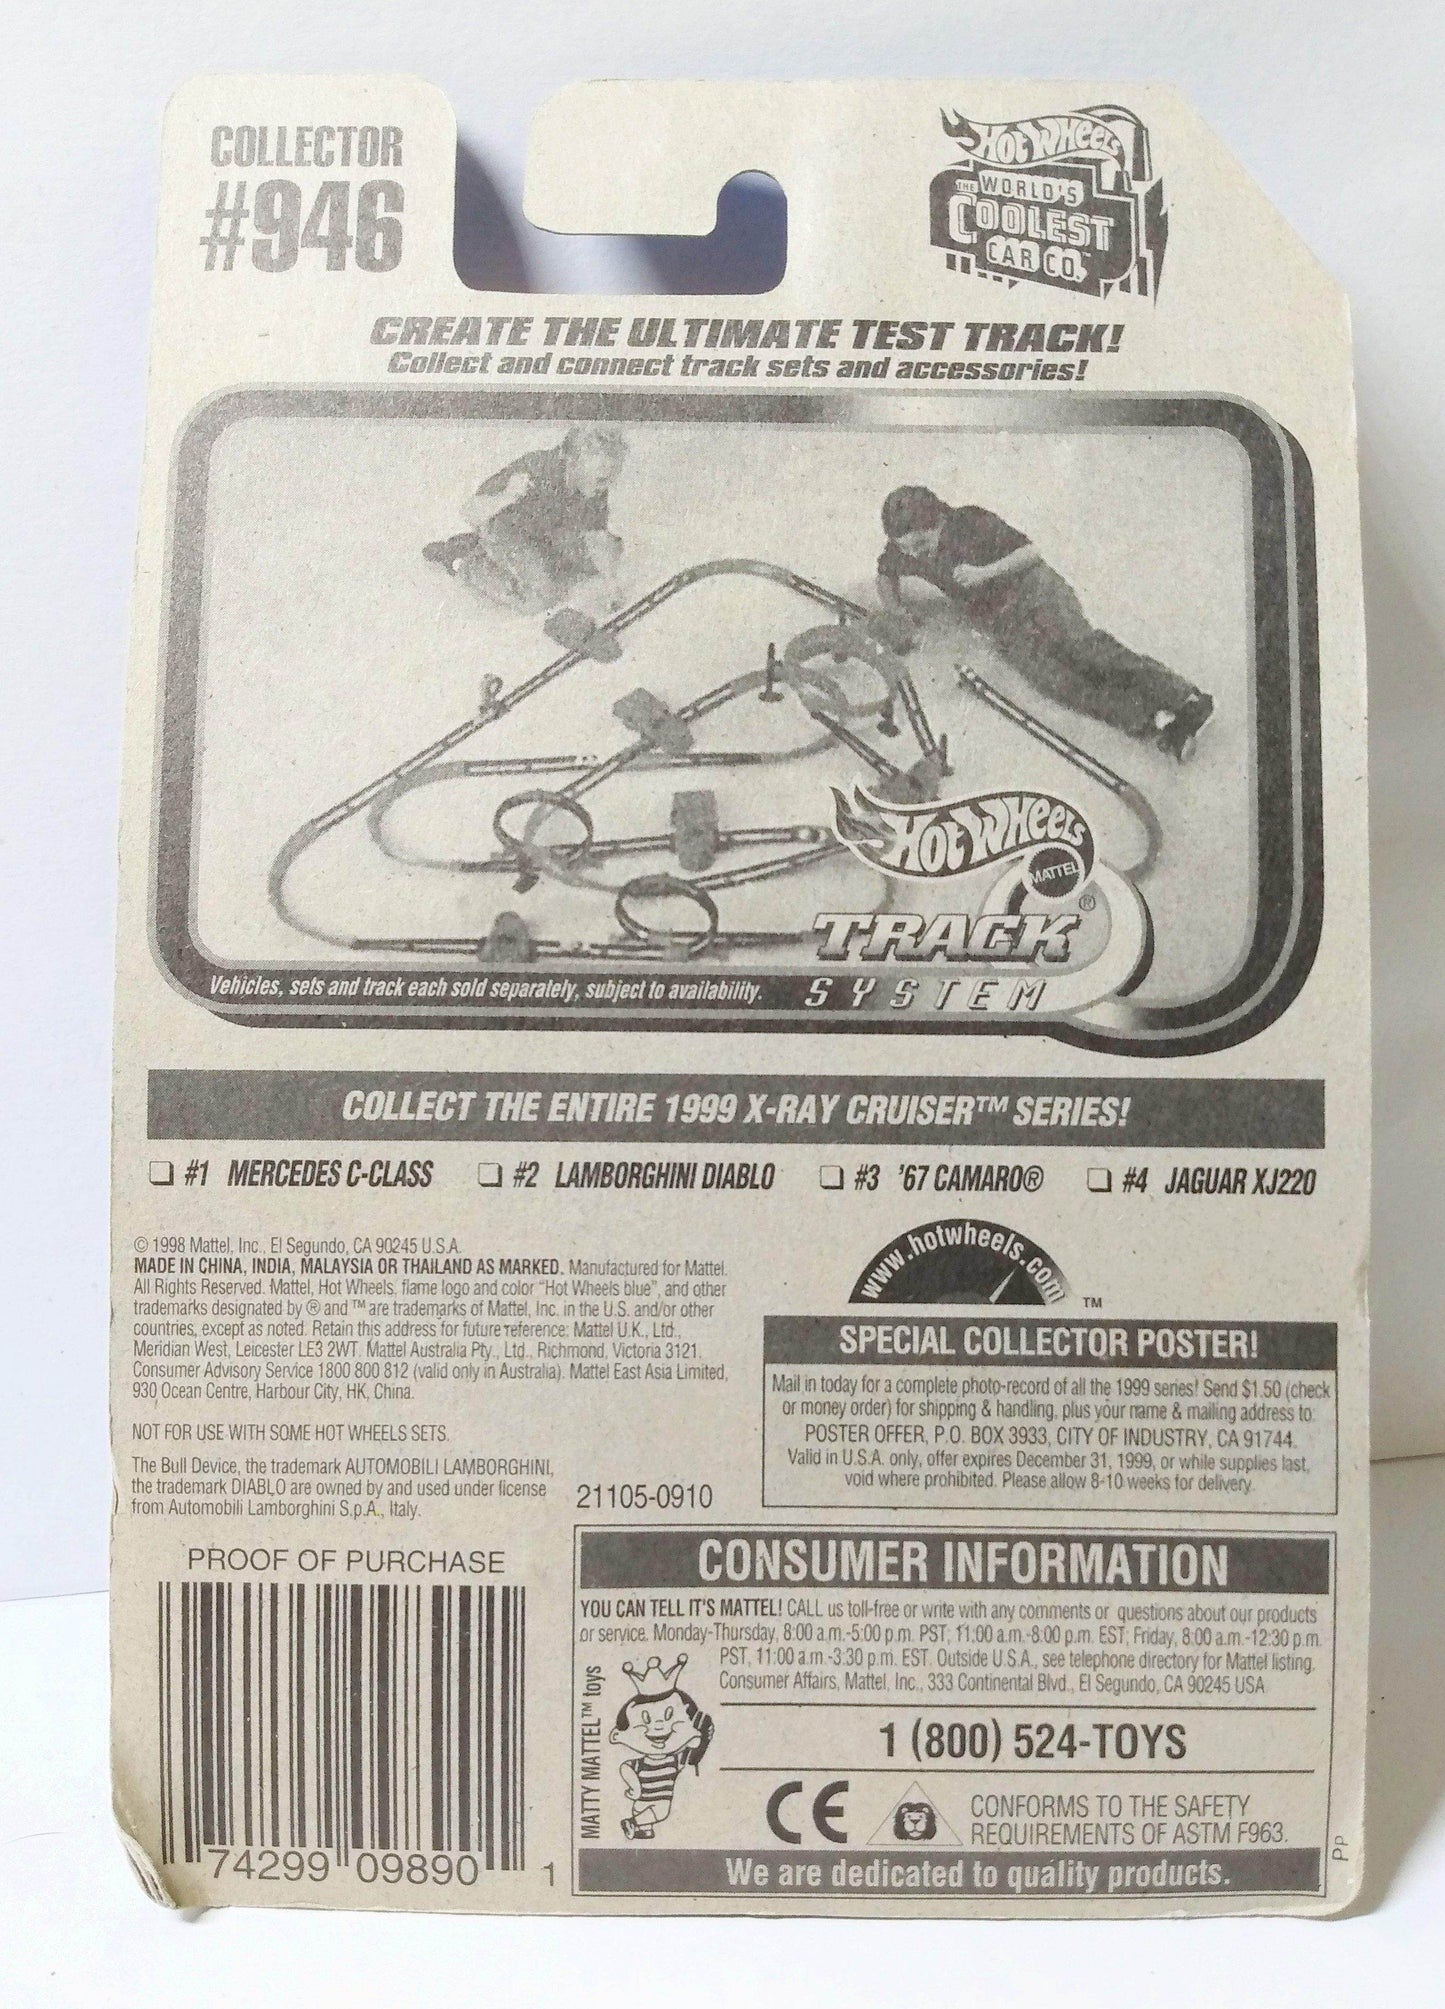 COLLECTOR
#946
HOT WHEELS
THE WORLD'S
COOLEST
CAR CO.™
CREATE THE ULTIMATE TEST TRACK!
Collect and connect track sets and accessories!
HOT WHEELS
MATTEL
TRACK®
SYSTEM
Vehicles, sets and track each sold separately, subject to availability.
COLLECT THE ENTIRE 1999 X-RAY CRUISER™ SERIES!
☐ #1 MERCEDES C-CLASS ☐ #2 LAMBORGHINI DIABLO ☐ #3 '67 CAMARO® ☐ #4 JAGUAR XJ220
© 1998 Mattel, Inc., El Segundo, CA 90245 U.S.A.
MADE IN CHINA, INDIA, MALAYSIA OR THAILAND AS MARKED. Manufactured for Mattel.
All Rights Reserved. Mattel, Hot Wheels, flame logo and color "Hot Wheels blue", and other
trademarks designated by ® and ™ are trademarks of Mattel, Inc. in the U.S. and/or other
countries, except as noted. Retain this address for future reference: Mattel U.K., Ltd.,
Meridian West, Leicester LE3 2WT. Mattel Australia Pty., Ltd., Richmond, Victoria 3121.
Consumer Advisory Service 1800 800 812 (valid only in Australia). Mattel East Asia Limited,
930 Ocean Centre, Harbour City, HK, China.
NOT FOR USE WITH SOME HOT WHEELS SETS.
The Bull Device, the trademark AUTOMOBILI LAMBORGHINI,
the trademark DIABLO are owned by and used under license
from Automobili Lamborghini S.p.A., Italy.
21105-0910
www.hotwheels.com
™
SPECIAL COLLECTOR POSTER!
Mail in today for a complete photo-record of all the 1999 series! Send $1.50 (check
or money order) for shipping & handling, plus your name & mailing address to:
POSTER OFFER, P.O. BOX 3933, CITY OF INDUSTRY, CA 91744.
Valid in U.S.A. only, offer expires December 31, 1999, or while supplies last,
void where prohibited. Please allow 8-10 weeks for delivery.
PROOF OF PURCHASE
74299 09890 1
CONSUMER INFORMATION
YOU CAN TELL IT'S MATTEL! CALL us toll-free or write with any comments or questions about our products
or service. Monday-Thursday, 8:00 a.m.-5:00 p.m. PST, 11:00 a.m.-8:00 p.m. EST; Friday, 8:00 a.m.-12:30 p.m.
PST, 11:00 a.m.-3:30 p.m. EST. Outside U.S.A., see telephone directory for Mattel listing.
Consumer Affairs, Mattel, Inc., 333 Continental Blvd., El Segundo, CA 90245 USA
MATTY MATTEL™ toys
1 (800) 524-TOYS
CE
CONFORMS TO THE SAFETY
REQUIREMENTS OF ASTM F963.
We are dedicated to quality products.
PP